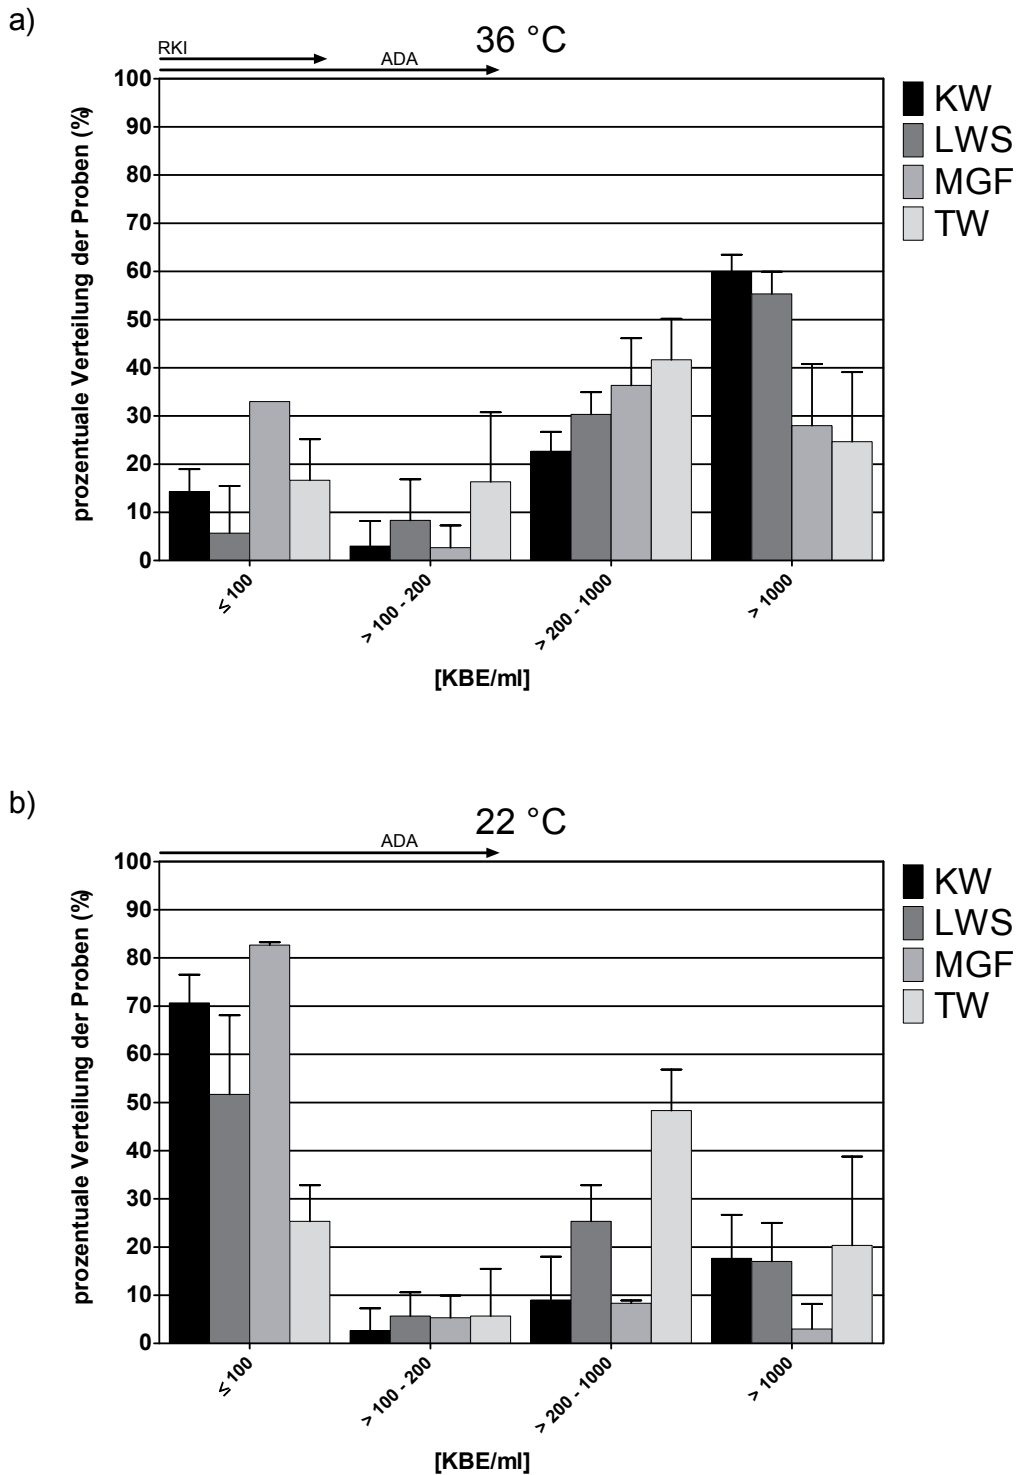 a)
36 °C
RKI
ADA
100
90
80
70
60
50
40
30
20
10
0
prozentuale Verteilung der Proben (%)
≤ 100
> 100 - 200
> 200 - 1000
> 1000
[KBE/ml]
KW
LWS
MGF
TW
b)
22 °C
ADA
100
90
80
70
60
50
40
30
20
10
0
prozentuale Verteilung der Proben (%)
≤ 100
> 100 - 200
> 200 - 1000
> 1000
[KBE/ml]
KW
LWS
MGF
TW